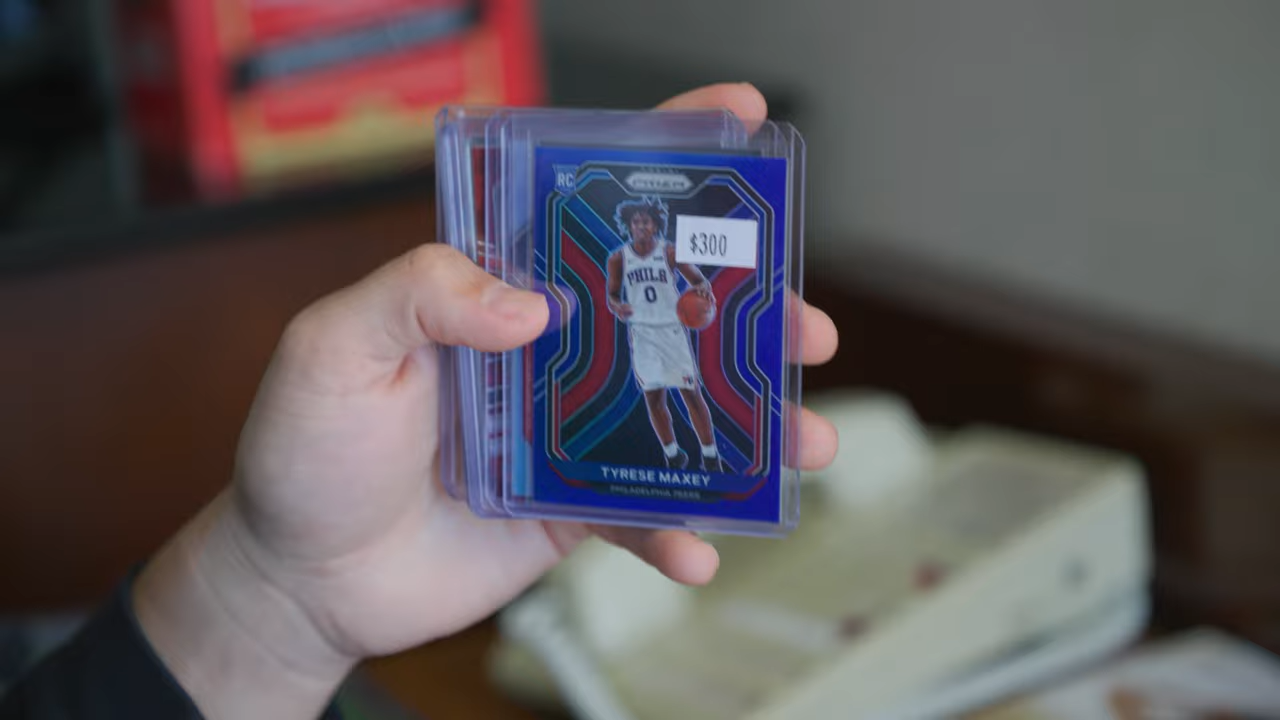 RC
PRIZM
$300
PHILA
0
TYRESE MAXEY
PHILADELPHIA 76ERS